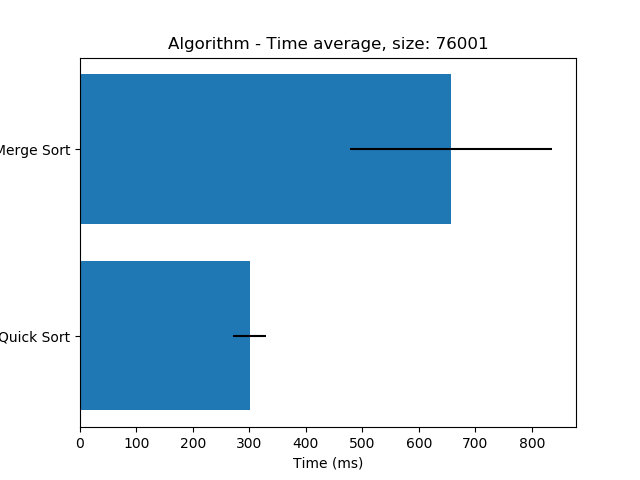 Algorithm - Time average, size: 76001
Merge Sort
Quick Sort
0 100 200 300 400 500 600 700 800
Time (ms)